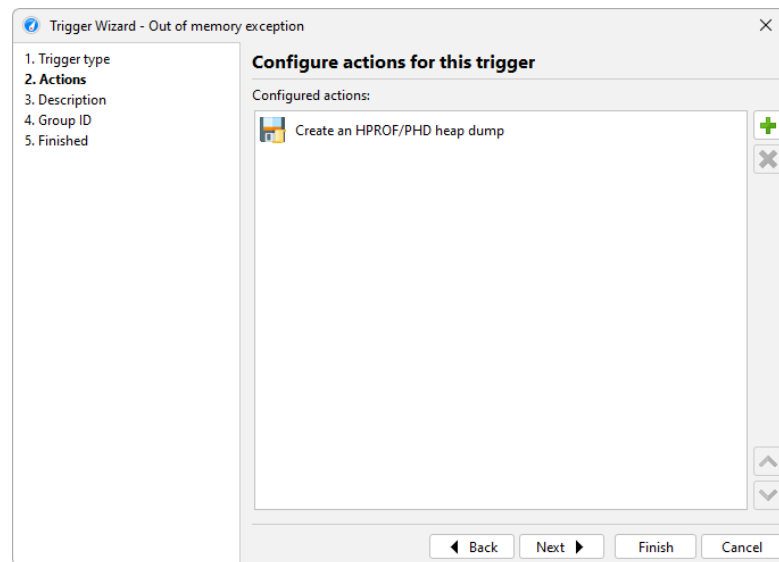 Trigger Wizard - Out of memory exception
1. Trigger type
2. Actions
3. Description
4. Group ID
5. Finished
Configure actions for this trigger
Configured actions:
Create an HPROF/PHD heap dump
Back
Next
Finish
Cancel